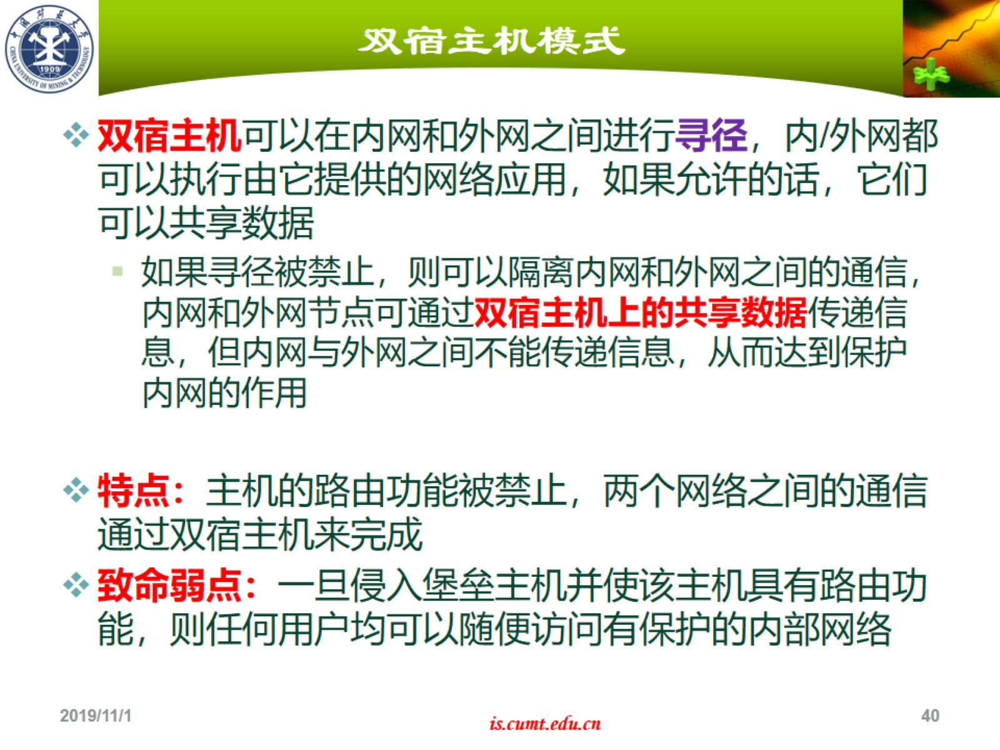 双宿主机模式
中国矿业大学
CHINA UNIVERSITY OF MINING & TECHNOLOGY
1909
双宿主机可以在内网和外网之间进行寻径，内/外网都
可以执行由它提供的网络应用，如果允许的话，它们
可以共享数据
如果寻径被禁止，则可以隔离内网和外网之间的通信，
内网和外网节点可通过双宿主机上的共享数据传递信
息，但内网与外网之间不能传递信息，从而达到保护
内网的作用
特点：主机的路由功能被禁止，两个网络之间的通信
通过双宿主机来完成
致命弱点：一旦侵入堡垒主机并使该主机具有路由功
能，则任何用户均可以随便访问有保护的内部网络
2019/11/1
is.cumt.edu.cn
40